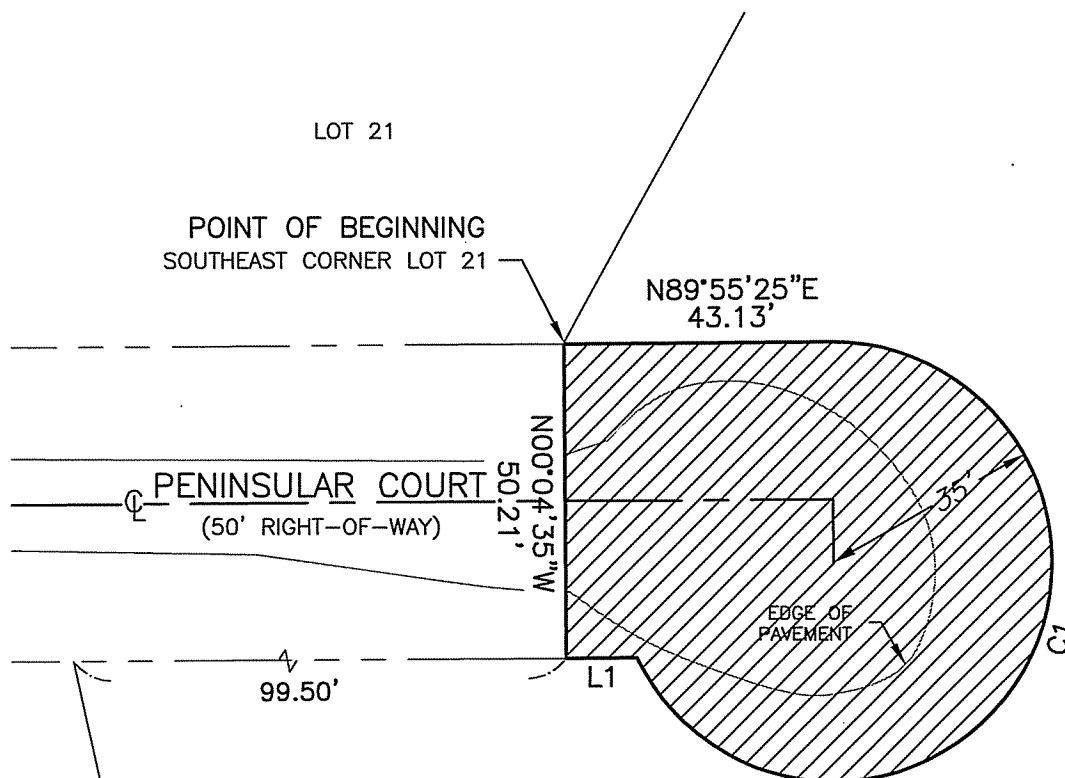 LOT 21
POINT OF BEGINNING
SOUTHEAST CORNER LOT 21
N89°55'25"E
43.13'
N00°04'35"W
50.21'
℄ PENINSULAR COURT
(50' RIGHT-OF-WAY)
35'
EDGE OF
PAVEMENT
C1
L1
99.50'